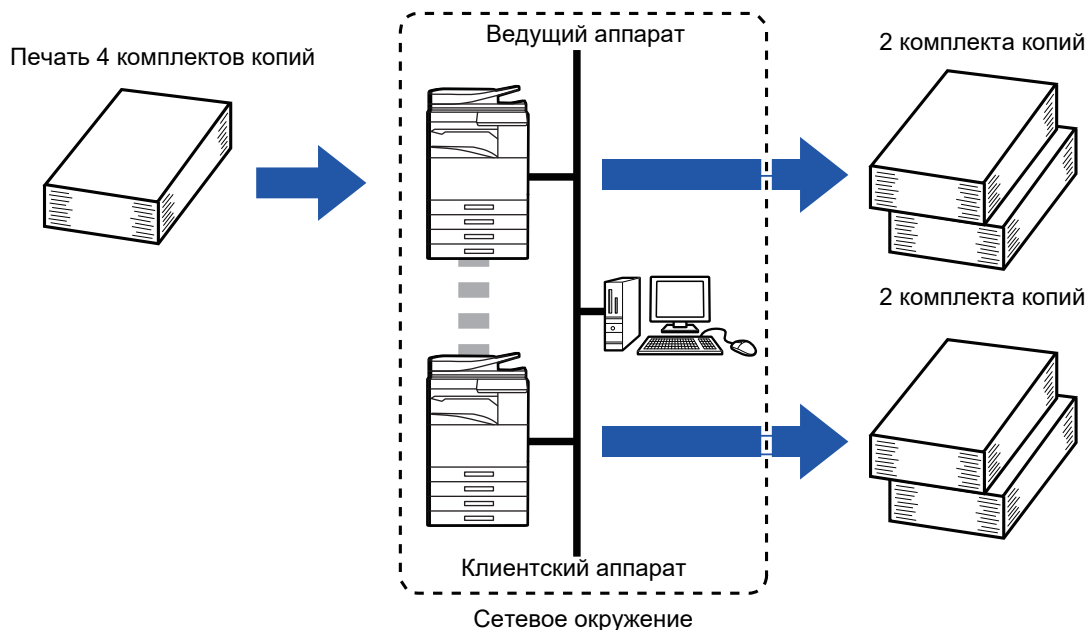 Печать 4 комплектов копий
Ведущий аппарат
2 комплекта копий
2 комплекта копий
Клиентский аппарат
Сетевое окружение